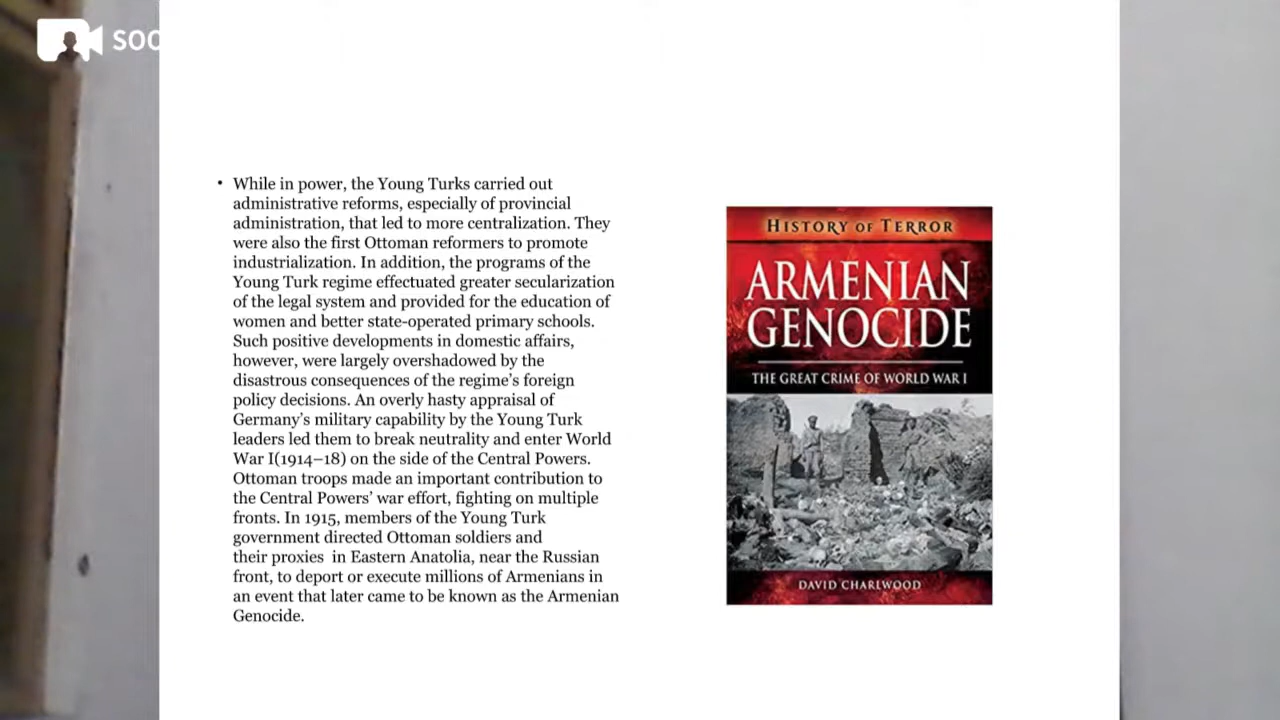 SOC
• While in power, the Young Turks carried out
administrative reforms, especially of provincial
administration, that led to more centralization. They
were also the first Ottoman reformers to promote
industrialization. In addition, the programs of the
Young Turk regime effectuated greater secularization
of the legal system and provided for the education of
women and better state-operated primary schools.
Such positive developments in domestic affairs,
however, were largely overshadowed by the
disastrous consequences of the regime’s foreign
policy decisions. An overly hasty appraisal of
Germany’s military capability by the Young Turk
leaders led them to break neutrality and enter World
War I(1914–18) on the side of the Central Powers.
Ottoman troops made an important contribution to
the Central Powers’ war effort, fighting on multiple
fronts. In 1915, members of the Young Turk
government directed Ottoman soldiers and
their proxies  in Eastern Anatolia, near the Russian
front, to deport or execute millions of Armenians in
an event that later came to be known as the Armenian
Genocide.
HISTORY OF TERROR
ARMENIAN
GENOCIDE
THE GREAT CRIME OF WORLD WAR I
DAVID CHARLWOOD